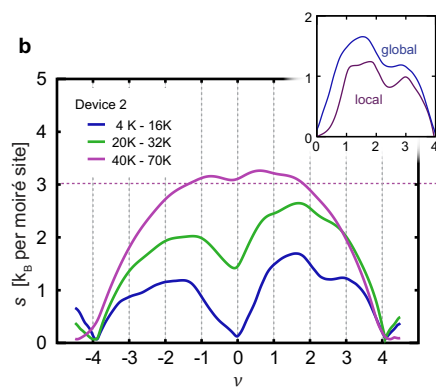 b
Device 2
4 K - 16K
20K - 32K
40K - 70K
s [kB per moiré site]
5
4
3
2
1
0
-4 -3 -2 -1 0 1 2 3 4
ν
2
1
0
0 1 2 3 4
global
local